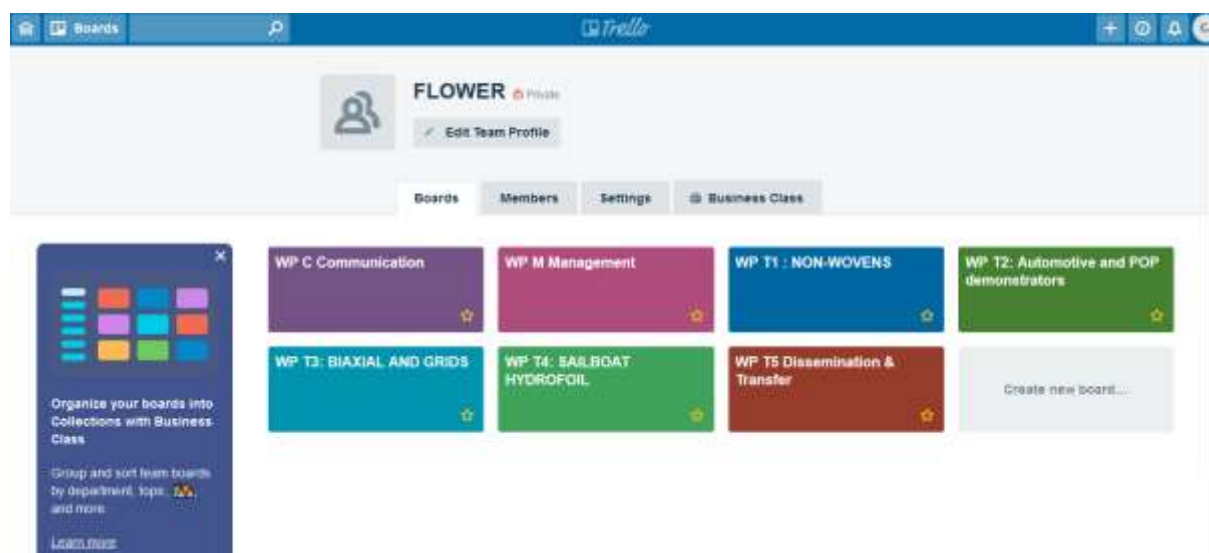 Boards
Trello
FLOWER Private
Edit Team Profile
Boards Members Settings Business Class
WP C Communication
WP M Management
WP T1 : NON-WOVENS
WP T2: Automotive and POP
demonstrators
WP T3: BIAXIAL AND GRIDS
WP T4: SAILBOAT
HYDROFOIL
WP T5 Dissemination &
Transfer
Create new board...
Organize your boards into
Collections with Business
Class
Group and sort team boards
by department, tops,
and more
Learn more